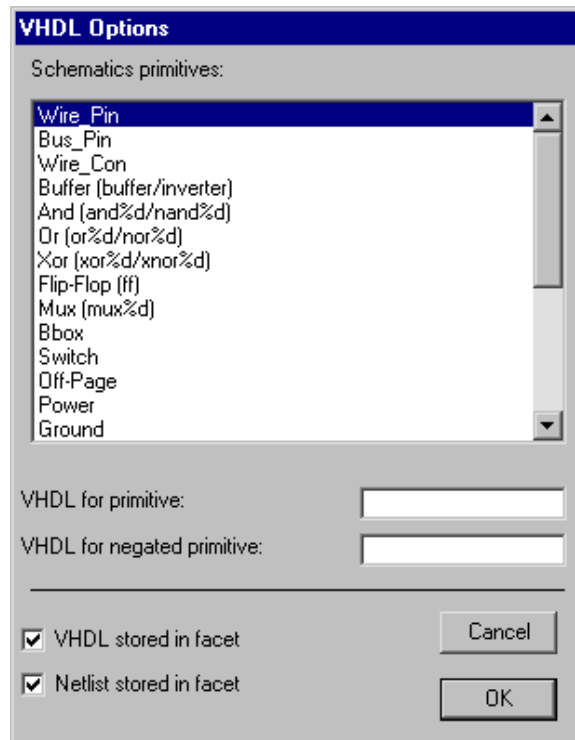 VHDL Options
Schematics primitives:
Wire_Pin
Bus_Pin
Wire_Con
Buffer (buffer/inverter)
And (and%d/nand%d)
Or (or%d/nor%d)
Xor (xor%d/xnor%d)
Flip-Flop (ff)
Mux (mux%d)
Bbox
Switch
Off-Page
Power
Ground
VHDL for primitive:
VHDL for negated primitive:
VHDL stored in facet
Cancel
Netlist stored in facet
OK